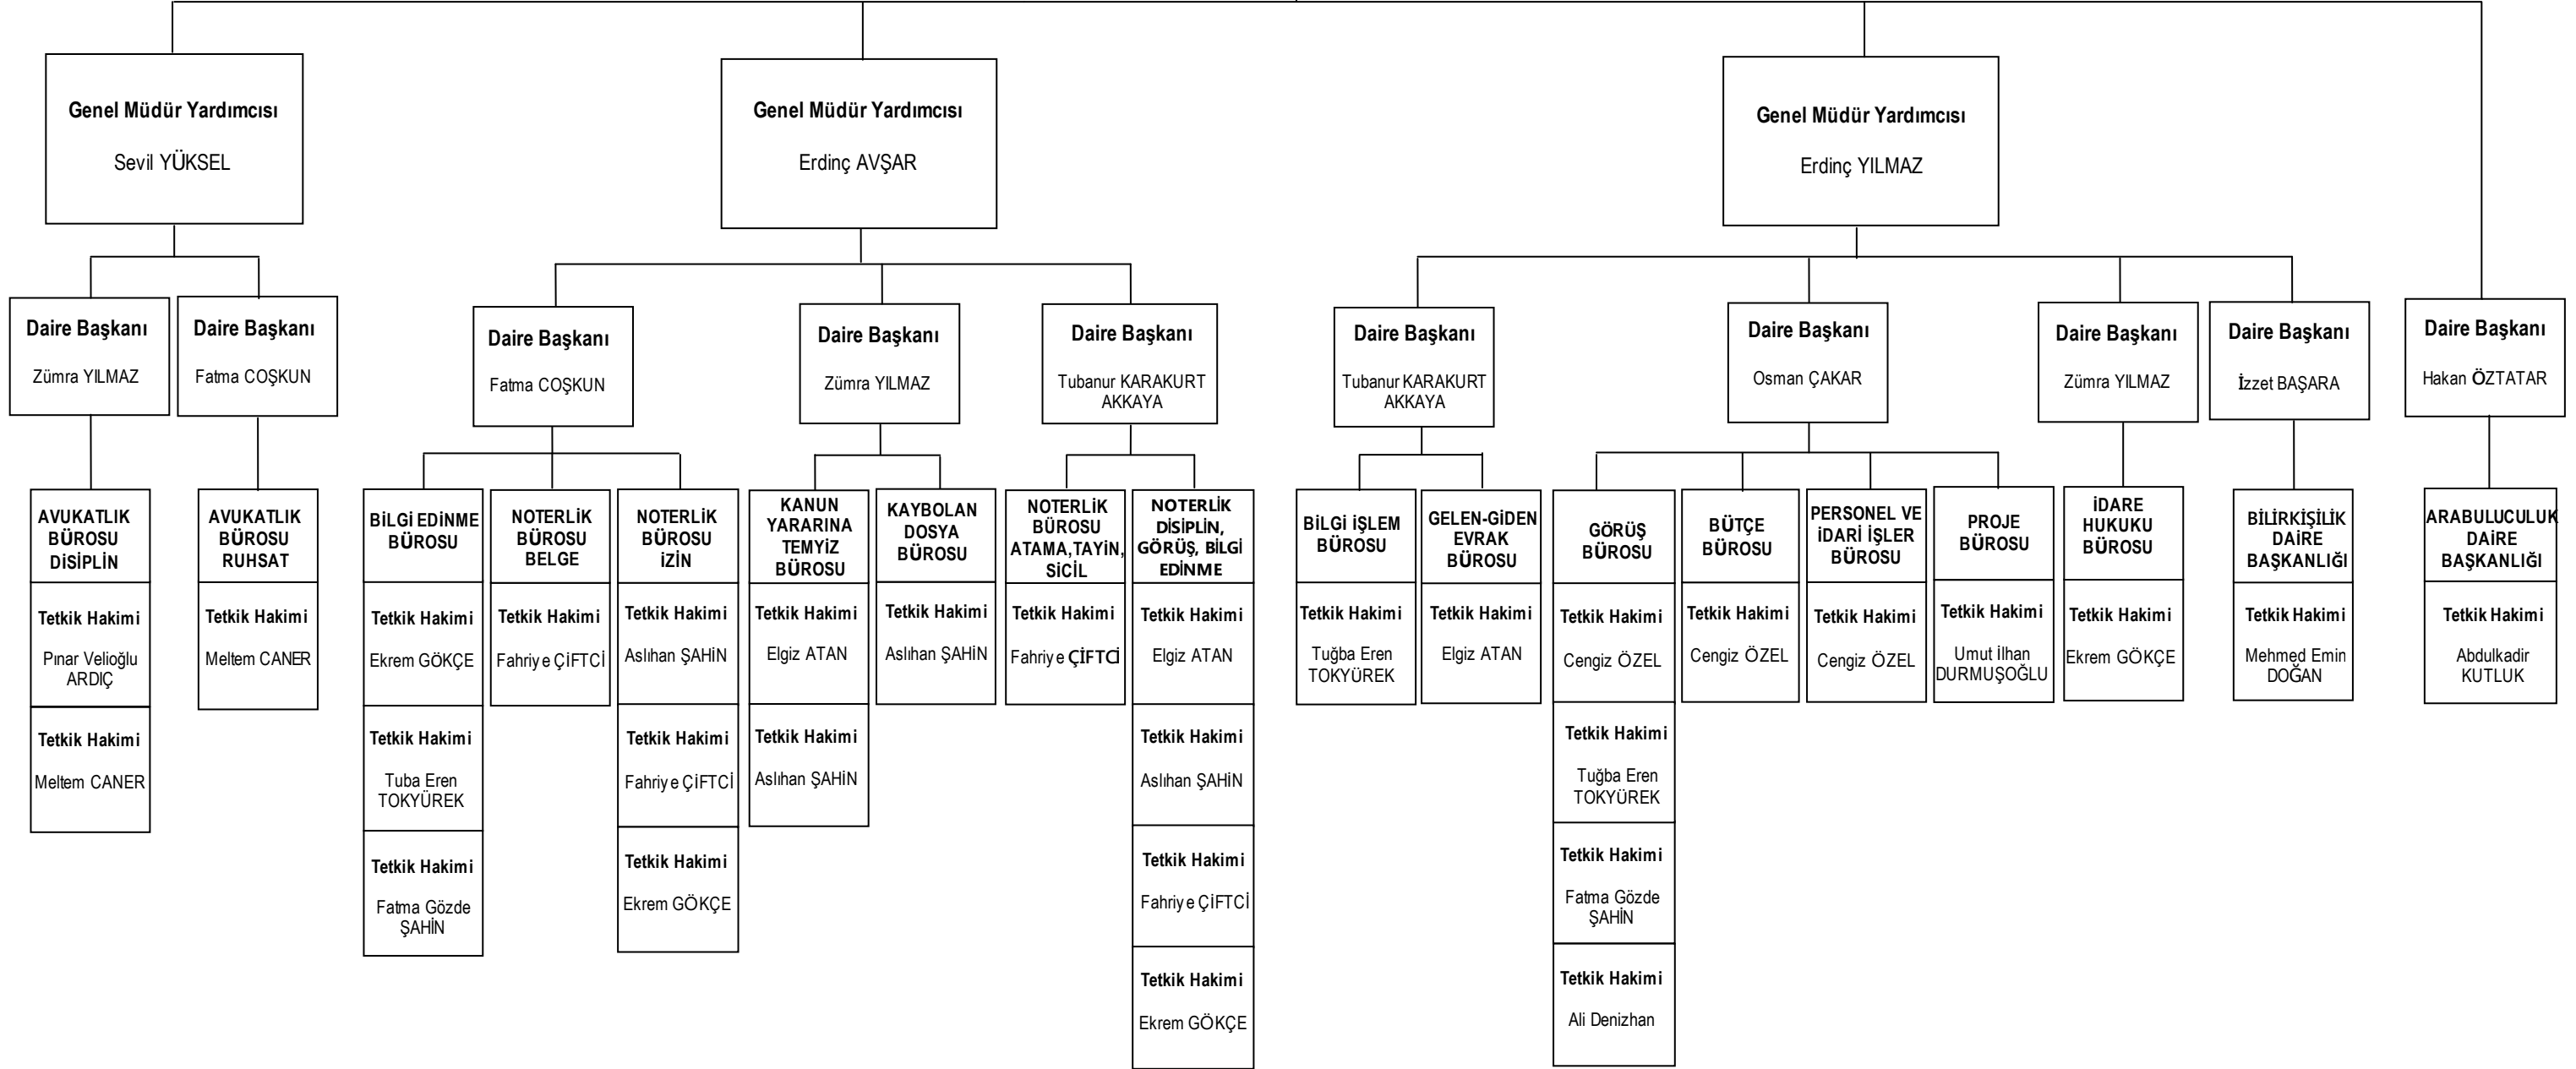 Genel Müdür Yardımcısı
Sevil YÜKSEL
Genel Müdür Yardımcısı
Erdinç AVŞAR
Genel Müdür Yardımcısı
Erdinç YILMAZ
Daire Başkanı
Zümra YILMAZ
Daire Başkanı
Fatma COŞKUN
Daire Başkanı
Fatma COŞKUN
Daire Başkanı
Zümra YILMAZ
Daire Başkanı
Tubanur KARAKURT
AKKAYA
Daire Başkanı
Tubanur KARAKURT
AKKAYA
Daire Başkanı
Osman ÇAKAR
Daire Başkanı
Zümra YILMAZ
Daire Başkanı
İzzet BAŞARA
Daire Başkanı
Hakan ÖZTATAR
AVUKATLIK
BÜROSU
DİSİPLİN
Tetkik Hakimi
Pınar Velioğlu
ARDIÇ
Tetkik Hakimi
Meltem CANER
AVUKATLIK
BÜROSU
RUHSAT
Tetkik Hakimi
Meltem CANER
BİLGİ EDİNME
BÜROSU
Tetkik Hakimi
Ekrem GÖKÇE
Tetkik Hakimi
Tuba Eren
TOKYÜREK
Tetkik Hakimi
Fatma Gözde
ŞAHİN
NOTERLİK
BÜROSU
BELGE
Tetkik Hakimi
Fahriye ÇİFTCİ
NOTERLİK
BÜROSU
İZİN
Tetkik Hakimi
Aslıhan ŞAHİN
Tetkik Hakimi
Fahriye ÇİFTCİ
Tetkik Hakimi
Ekrem GÖKÇE
KANUN
YARARINA
TEMYİZ
BÜROSU
Tetkik Hakimi
Elgiz ATAN
Tetkik Hakimi
Aslıhan ŞAHİN
KAYBOLAN
DOSYA
BÜROSU
Tetkik Hakimi
Aslıhan ŞAHİN
NOTERLİK
BÜROSU
ATAMA,TAYİN,
SİCİL
Tetkik Hakimi
Fahriye ÇİFTCİ
NOTERLİK
DİSİPLİN,
GÖRÜŞ, BİLGİ
EDİNME
Tetkik Hakimi
Elgiz ATAN
Tetkik Hakimi
Aslıhan ŞAHİN
Tetkik Hakimi
Fahriye ÇİFTCİ
Tetkik Hakimi
Ekrem GÖKÇE
BİLGİ İŞLEM
BÜROSU
Tetkik Hakimi
Tuğba Eren
TOKYÜREK
GELEN-GİDEN
EVRAK
BÜROSU
Tetkik Hakimi
Elgiz ATAN
GÖRÜŞ
BÜROSU
Tetkik Hakimi
Cengiz ÖZEL
Tetkik Hakimi
Tuğba Eren
TOKYÜREK
Tetkik Hakimi
Fatma Gözde
ŞAHİN
Tetkik Hakimi
Ali Denizhan
BÜTÇE
BÜROSU
Tetkik Hakimi
Cengiz ÖZEL
PERSONEL VE
İDARİ İŞLER
BÜROSU
Tetkik Hakimi
Cengiz ÖZEL
PROJE
BÜROSU
Tetkik Hakimi
Umut İlhan
DURMUŞOĞLU
İDARE
HUKUKU
BÜROSU
Tetkik Hakimi
Ekrem GÖKÇE
BİLİRKİŞİLİK
DAİRE
BAŞKANLIĞI
Tetkik Hakimi
Mehmed Emin
DOĞAN
ARABULUCULUK
DAİRE
BAŞKANLIĞI
Tetkik Hakimi
Abdulkadir
KUTLUK